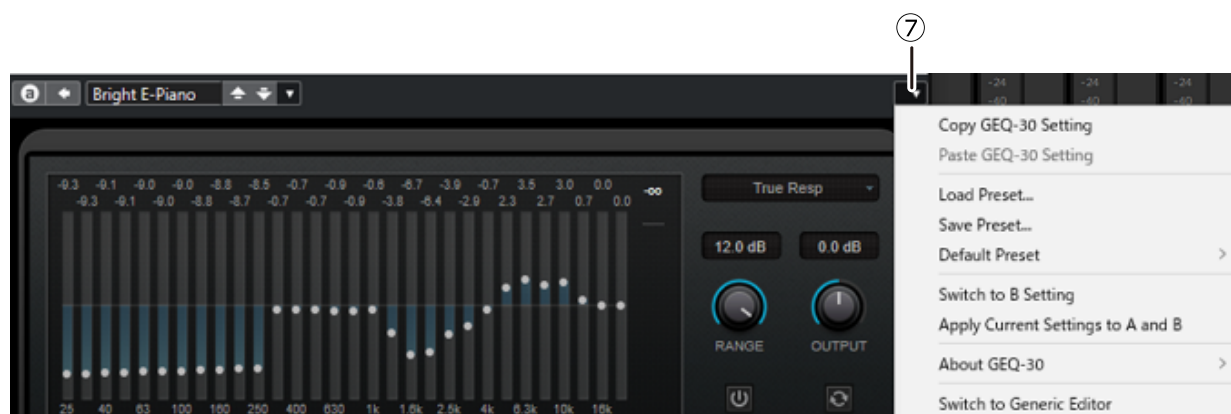 ⑦
a
Bright E-Piano
-24 -24 -24
-40 -40 -40
Copy GEQ-30 Setting
Paste GEQ-30 Setting
Load Preset...
Save Preset...
Default Preset
Switch to B Setting
Apply Current Settings to A and B
About GEQ-30
Switch to Generic Editor
-9.3 -9.1 -9.0 -9.0 -8.8 -8.5 -0.7 -0.9 -0.8 -6.7 -3.9 -0.7 3.5 3.0 0.0
-9.3 -9.1 -9.0 -8.8 -8.7 -0.7 -0.7 -0.9 -3.8 -6.4 -2.9 2.3 2.7 0.7 0.0
-∞
True Resp
12.0 dB 0.0 dB
RANGE OUTPUT
25 40 63 100 160 250 400 630 1k 1.6k 2.5k 4k 6.3k 10k 16k